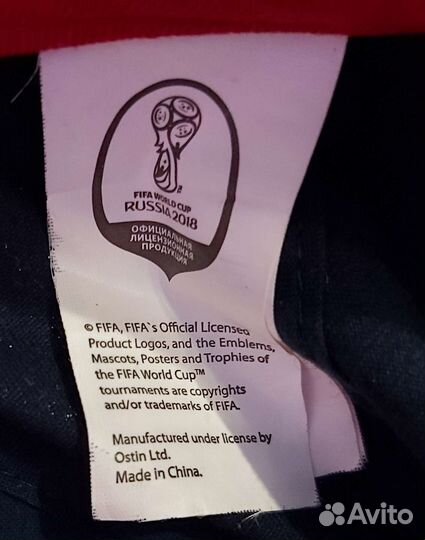 FIFA WORLD CUP
RUSSIA 2018
ОФИЦИАЛЬНАЯ
ЛИЦЕНЗИОННАЯ
ПРОДУКЦИЯ
© FIFA, FIFA's Official Licensed
Product Logos, and the Emblems,
Mascots, Posters and Trophies of
the FIFA World Cup™
tournaments are copyrights
and/or trademarks of FIFA.
Manufactured under license by
Ostin Ltd.
Made in China.
Avito